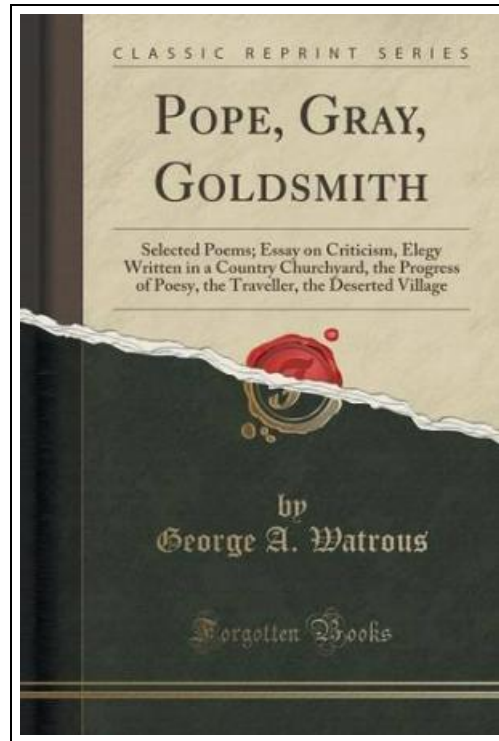 CLASSIC REPRINT SERIES
POPE, GRAY,
GOLDSMITH
Selected Poems; Essay on Criticism, Elegy
Written in a Country Churchyard, the Progress
of Poesy, the Traveller, the Deserted Village
by
George A. Watrous
Forgotten Books